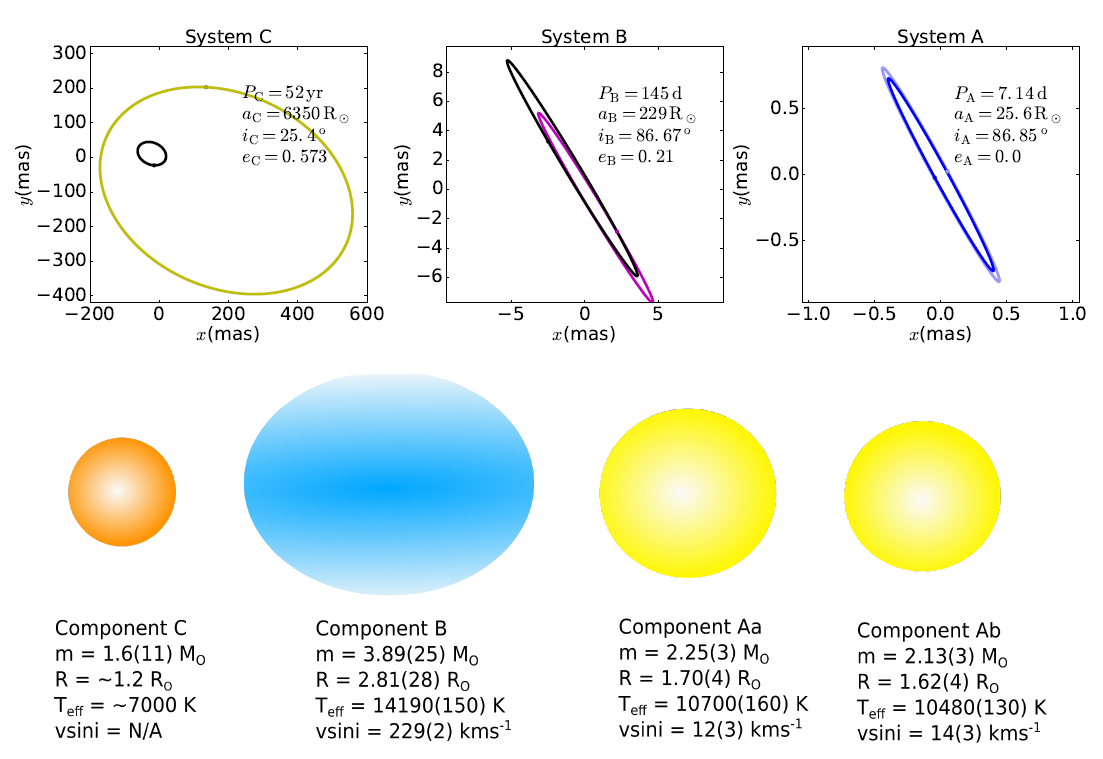 System C
300
200
100
0
−100
−200
−300
−400
−200
0
200
400
600
x(mas)
y(mas)
P_C = 52 yr
a_C = 6350 R_⊙
i_C = 25.4°
e_C = 0.573
System B
8
6
4
2
0
−2
−4
−6
−5
0
5
x(mas)
y(mas)
P_B = 145 d
a_B = 229 R_⊙
i_B = 86.67°
e_B = 0.21
System A
0.5
0.0
−0.5
−1.0
−0.5
0.0
0.5
1.0
x(mas)
y(mas)
P_A = 7.14 d
a_A = 25.6 R_⊙
i_A = 86.85°
e_A = 0.0
Component C
m = 1.6(11) M_O
R = ~1.2 R_O
T_eff = ~7000 K
vsini = N/A
Component B
m = 3.89(25) M_O
R = 2.81(28) R_O
T_eff = 14190(150) K
vsini = 229(2) kms⁻¹
Component Aa
m = 2.25(3) M_O
R = 1.70(4) R_O
T_eff = 10700(160) K
vsini = 12(3) kms⁻¹
Component Ab
m = 2.13(3) M_O
R = 1.62(4) R_O
T_eff = 10480(130) K
vsini = 14(3) kms⁻¹